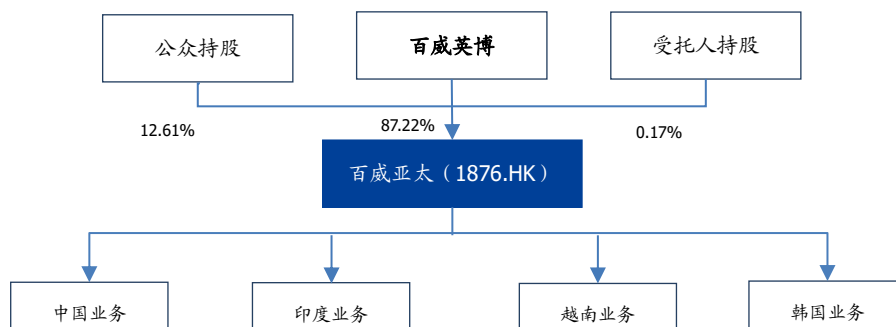 公众持股
百威英博
受托人持股
12.61%
87.22%
0.17%
百威亚太（1876.HK）
中国业务
印度业务
越南业务
韩国业务